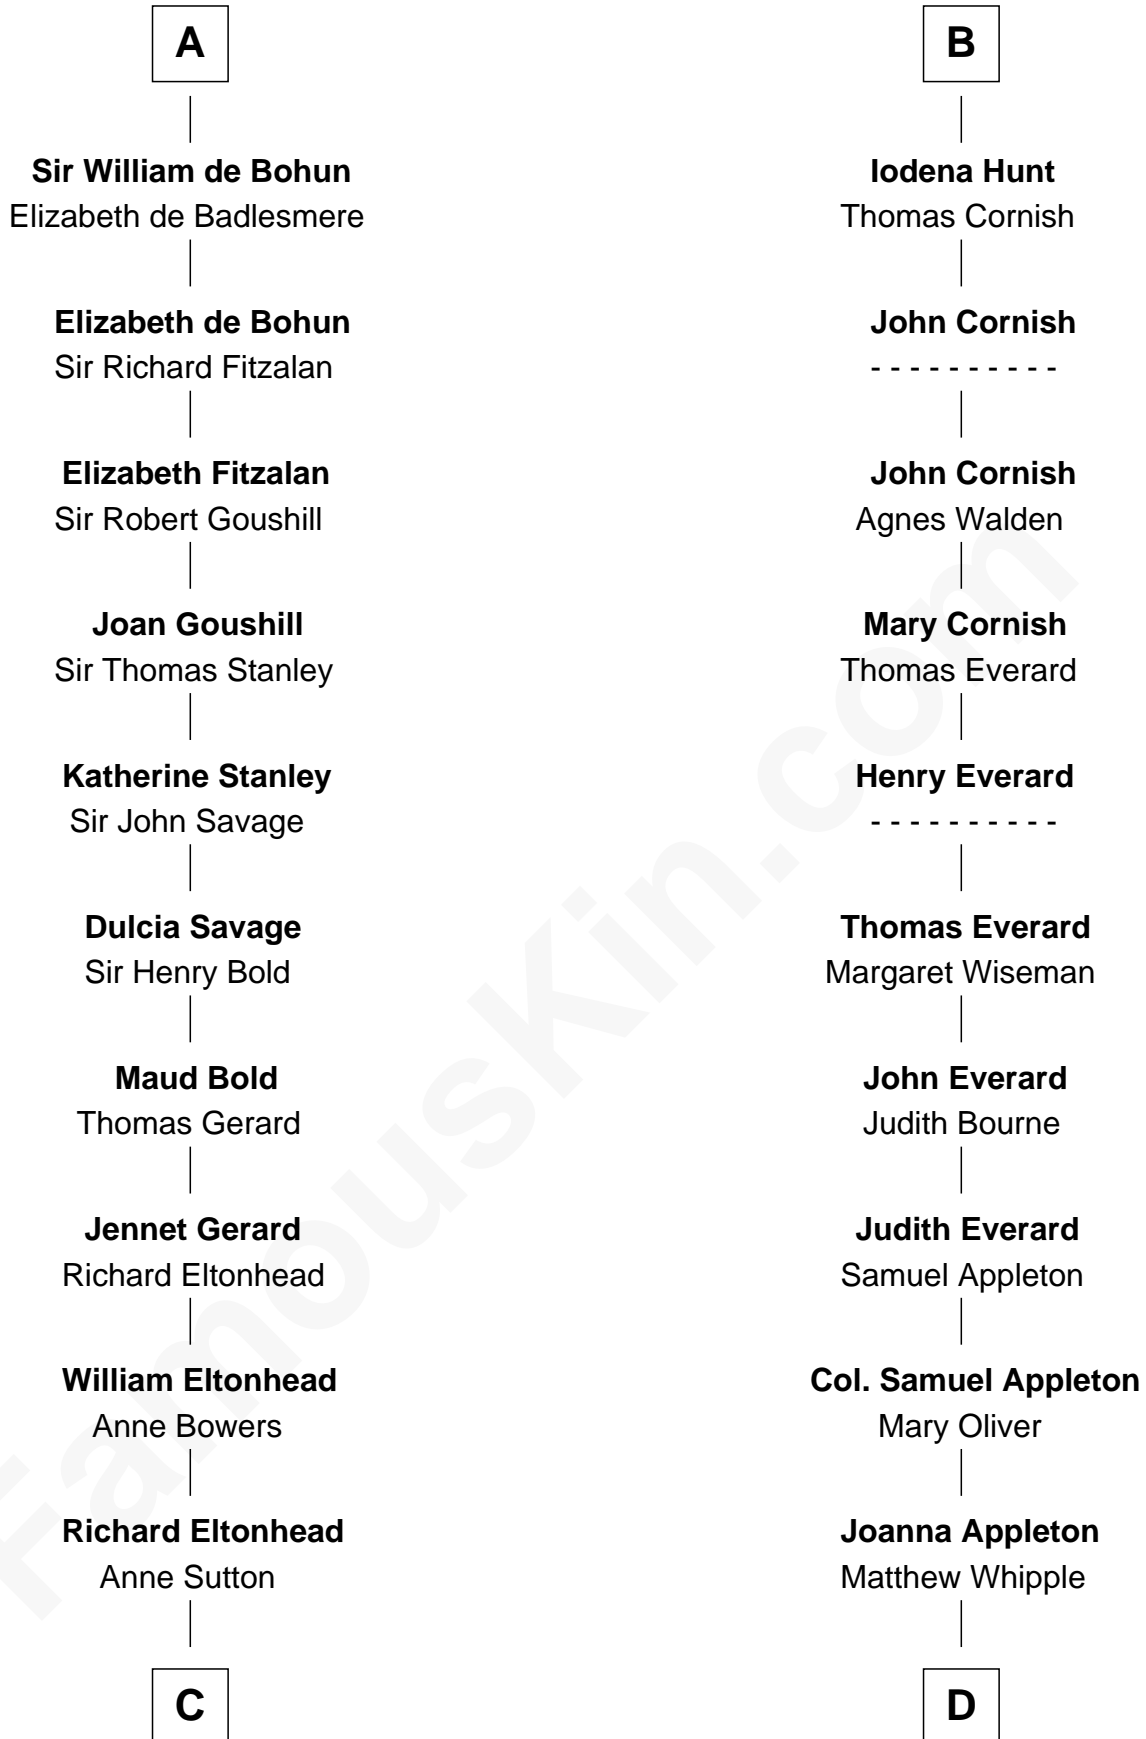 A
Sir William de Bohun
Elizabeth de Badlesmere
Elizabeth de Bohun
Sir Richard Fitzalan
Elizabeth Fitzalan
Sir Robert Goushill
Joan Goushill
Sir Thomas Stanley
Katherine Stanley
Sir John Savage
Dulcia Savage
Sir Henry Bold
Maud Bold
Thomas Gerard
Jennet Gerard
Richard Eltonhead
William Eltonhead
Anne Bowers
Richard Eltonhead
Anne Sutton
C
B
Iodena Hunt
Thomas Cornish
John Cornish
- - - - - - - - - -
John Cornish
Agnes Walden
Mary Cornish
Thomas Everard
Henry Everard
- - - - - - - - - -
Thomas Everard
Margaret Wiseman
John Everard
Judith Bourne
Judith Everard
Samuel Appleton
Col. Samuel Appleton
Mary Oliver
Joanna Appleton
Matthew Whipple
D
FamousKin.com